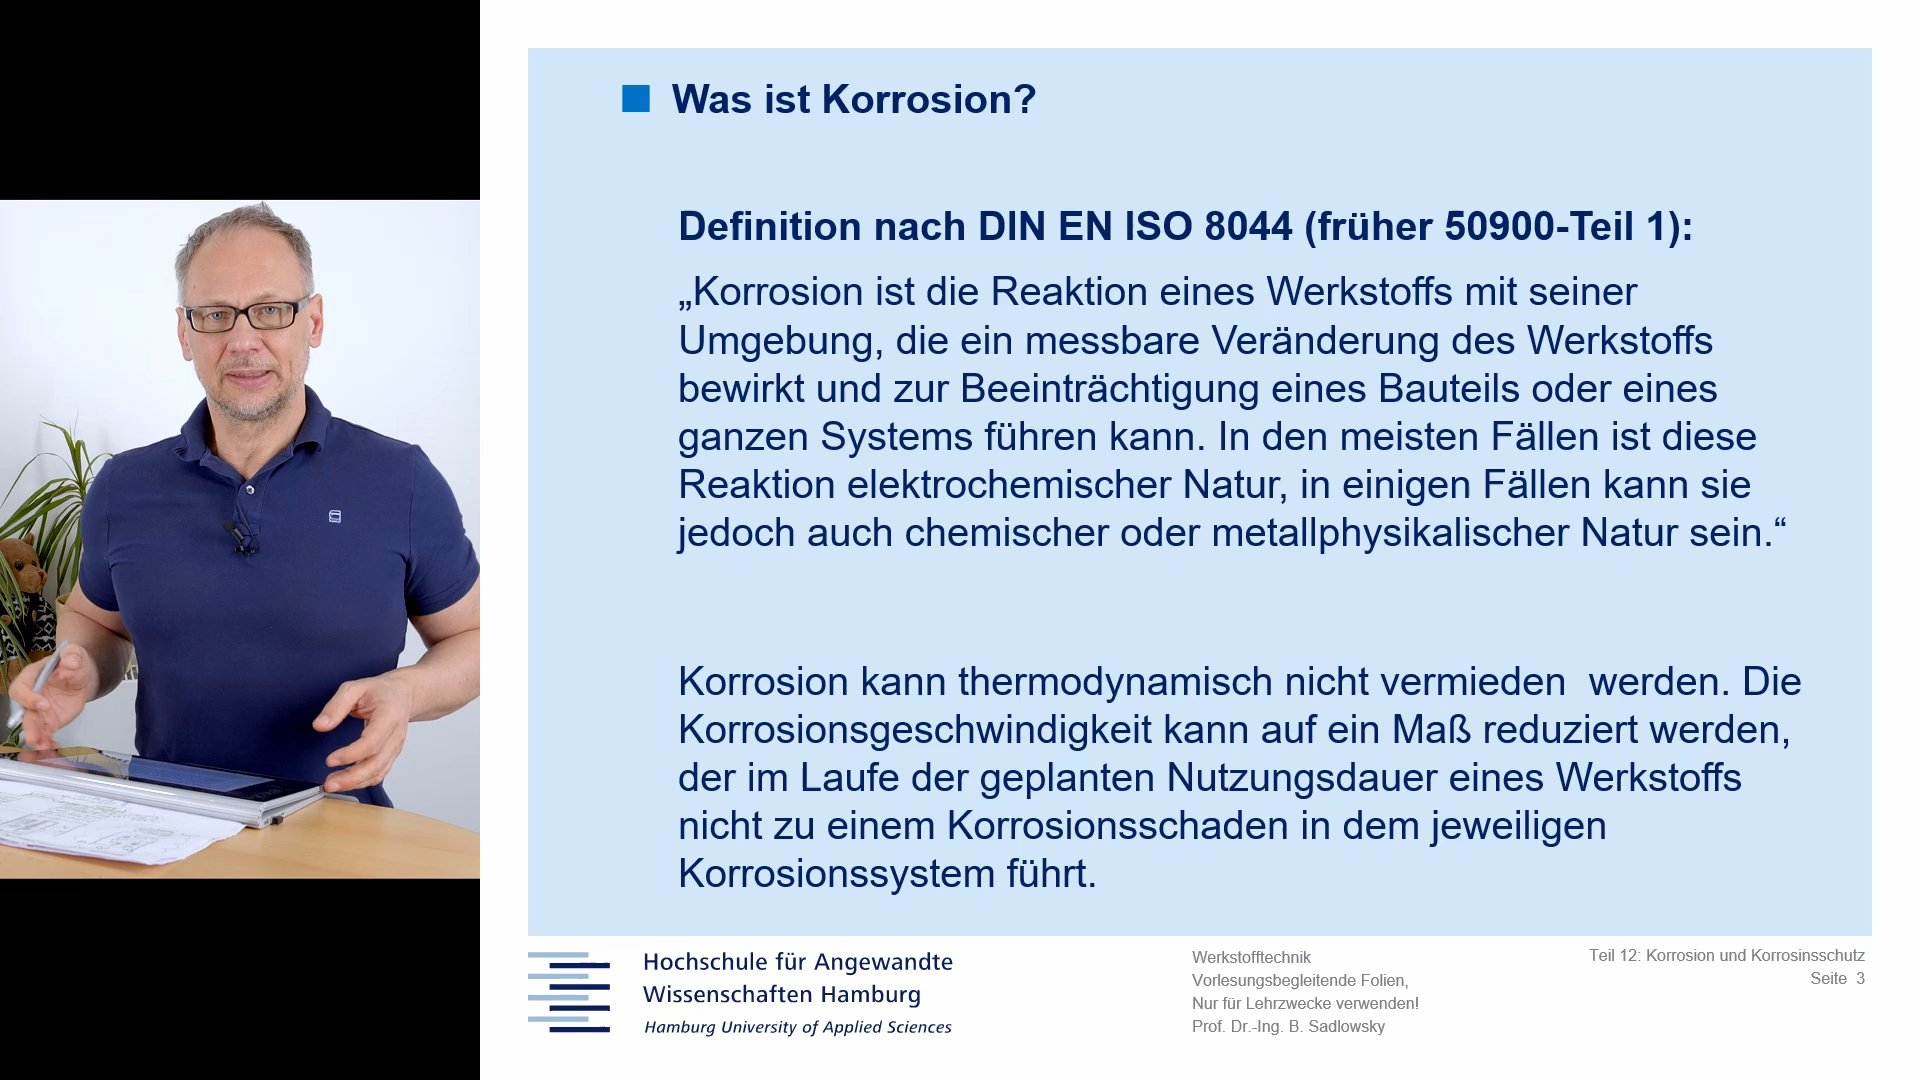 Was ist Korrosion?
Definition nach DIN EN ISO 8044 (früher 50900-Teil 1):
„Korrosion ist die Reaktion eines Werkstoffs mit seiner
Umgebung, die ein messbare Veränderung des Werkstoffs
bewirkt und zur Beeinträchtigung eines Bauteils oder eines
ganzen Systems führen kann. In den meisten Fällen ist diese
Reaktion elektrochemischer Natur, in einigen Fällen kann sie
jedoch auch chemischer oder metallphysikalischer Natur sein.“
Korrosion kann thermodynamisch nicht vermieden  werden. Die
Korrosionsgeschwindigkeit kann auf ein Maß reduziert werden,
der im Laufe der geplanten Nutzungsdauer eines Werkstoffs
nicht zu einem Korrosionsschaden in dem jeweiligen
Korrosionssystem führt.
Hochschule für Angewandte
Wissenschaften Hamburg
Hamburg University of Applied Sciences
Werkstofftechnik
Vorlesungsbegleitende Folien,
Nur für Lehrzwecke verwenden!
Prof. Dr.-Ing. B. Sadlowsky
Teil 12: Korrosion und Korrosinsschutz
Seite 3